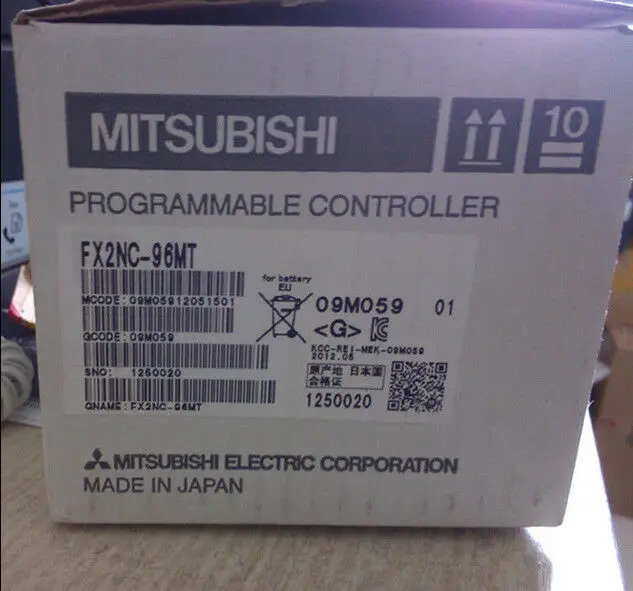 MITSUBISHI
10
PROGRAMMABLE CONTROLLER
FX2NC-96MT
MCODE: 09M05912051501
GCODE: 09M059
SNO: 1250020
GNAME: FX2NC-96MT
for battery
EU
09M059 01
<G>
KCC-REI-MEK-09M059
2012.05
原产地 日本国
合格证
1250020
MITSUBISHI ELECTRIC CORPORATION
MADE IN JAPAN